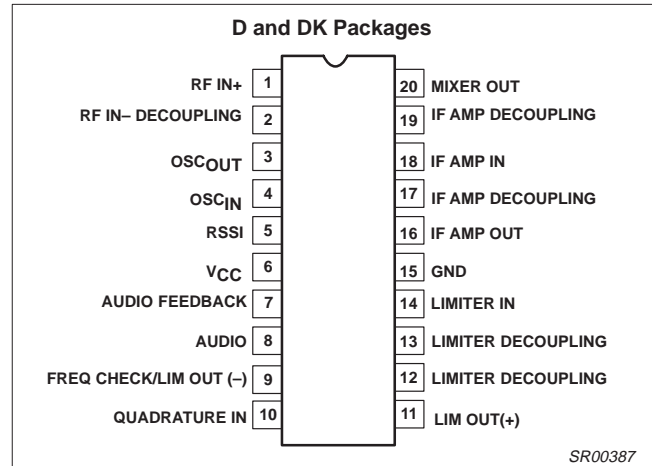 D and DK Packages
RF IN+ 1
RF IN– DECOUPLING 2
OSCOUT 3
OSCIN 4
RSSI 5
VCC 6
AUDIO FEEDBACK 7
AUDIO 8
FREQ CHECK/LIM OUT (–) 9
QUADRATURE IN 10
20 MIXER OUT
19 IF AMP DECOUPLING
18 IF AMP IN
17 IF AMP DECOUPLING
16 IF AMP OUT
15 GND
14 LIMITER IN
13 LIMITER DECOUPLING
12 LIMITER DECOUPLING
11 LIM OUT(+)
SR00387